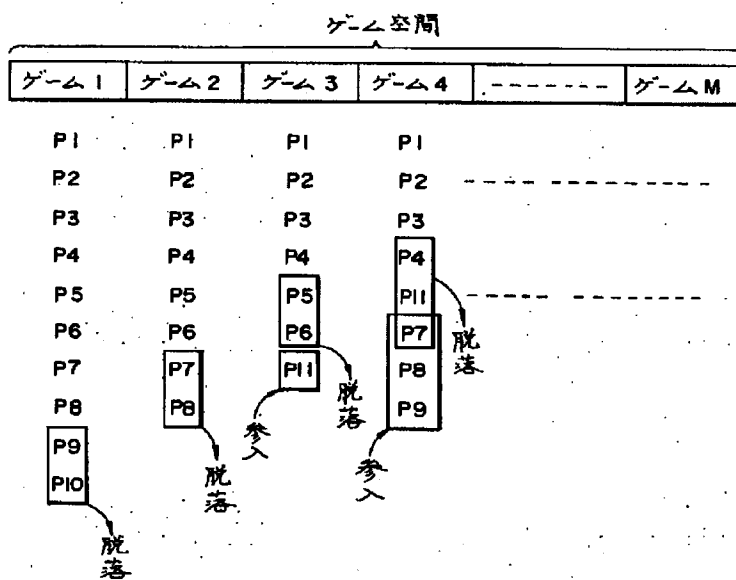 ゲーム空間
ゲーム1 ゲーム2 ゲーム3 ゲーム4 ------- ゲームM
P1 P1 P1 P1
P2 P2 P2 P2
P3 P3 P3 P3
P4 P4 P4 P4
P5 P5 P5 P11
P6 P6 P6 P7
P7 P7 P11 P8
P8 P8 P9
P9
P10
脱落
脱落
参入
脱落
参入
脱落